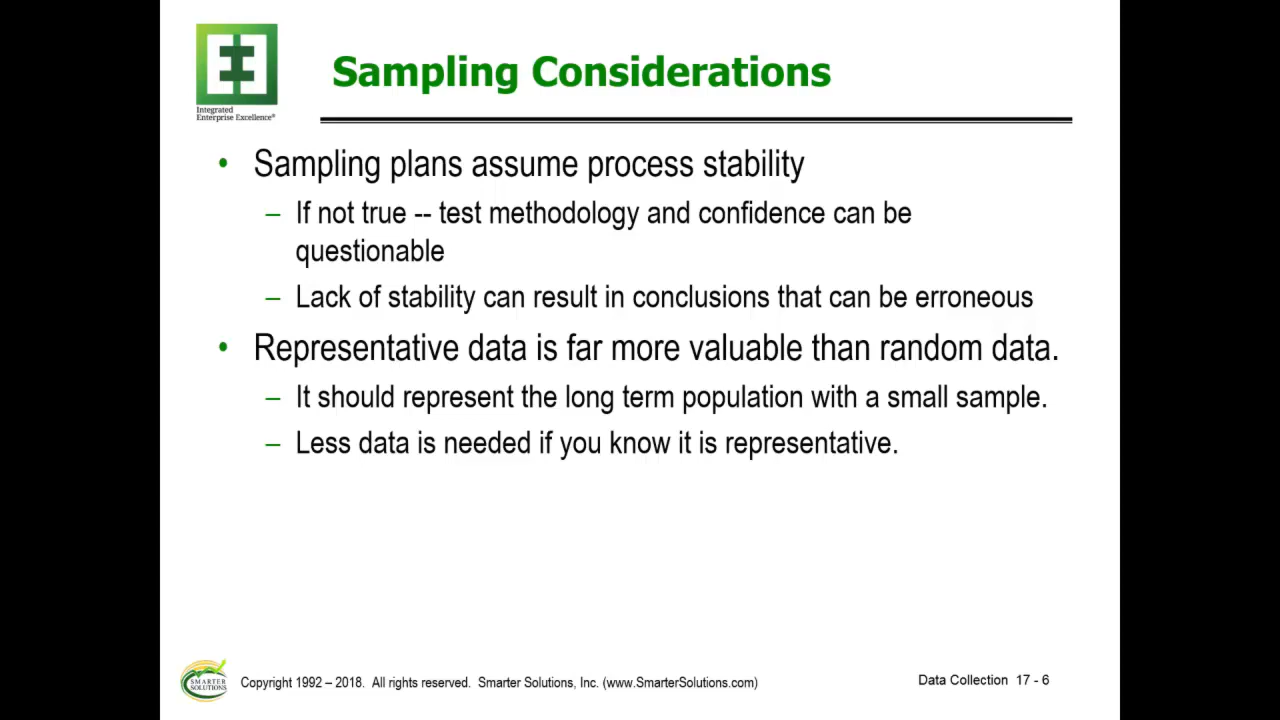 Integrated
Enterprise Excellence®
Sampling Considerations
• Sampling plans assume process stability
– If not true -- test methodology and confidence can be
questionable
– Lack of stability can result in conclusions that can be erroneous
• Representative data is far more valuable than random data.
– It should represent the long term population with a small sample.
– Less data is needed if you know it is representative.
SMARTER
SOLUTIONS
Copyright 1992 – 2018. All rights reserved. Smarter Solutions, Inc. (www.SmarterSolutions.com)
Data Collection 17 - 6